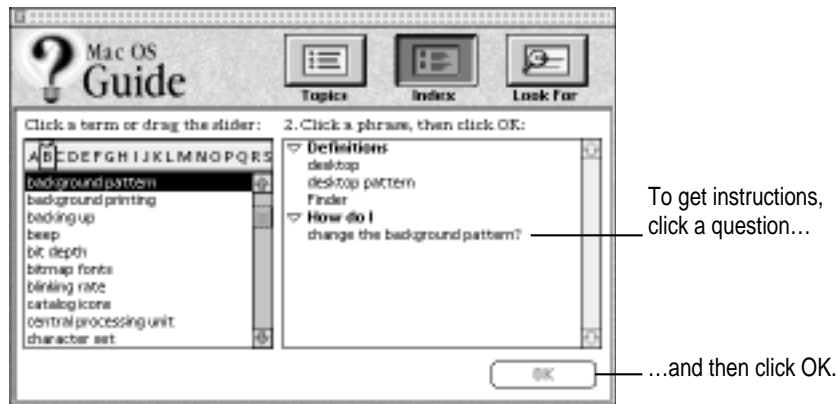 Mac OS
Guide
Topics
Index
Look For
Click a term or drag the slider:
2.Click a phrase, then click OK:
ABCDEFGHIJKLMNOPQRS
background pattern
background printing
backing up
beep
bit depth
bitmap fonts
blinking rate
catalog icons
central processing unit
character set
Definitions
desktop
desktop pattern
Finder
How do I
change the background pattern?
OK
To get instructions,
click a question…
…and then click OK.